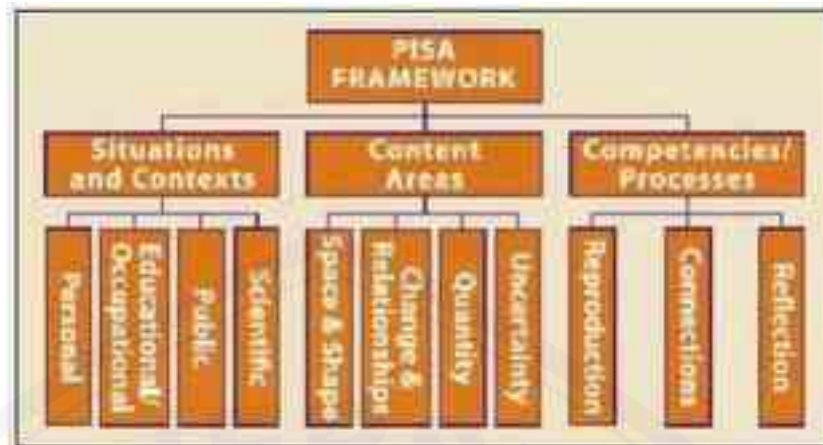 PISA
FRAMEWORK
Situations
and Contexts
Content
Areas
Competencies/
Processes
Personal
Educational/
Occupational
Public
Scientific
Space & Shape
Change &
Relationships
Quantity
Uncertainty
Reproduction
Connections
Reflection